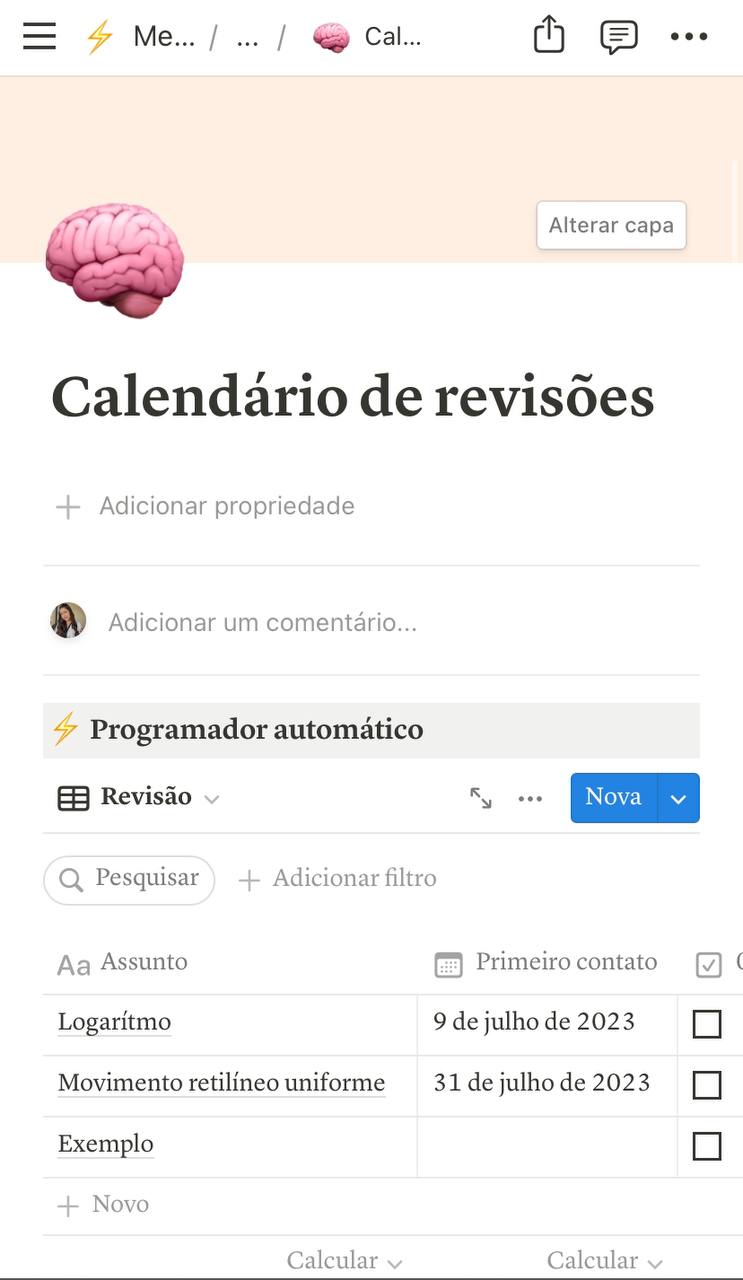 Me... / ... / Cal...
Alterar capa
Calendário de revisões
Adicionar propriedade
Adicionar um comentário...
Programador automático
Revisão
Nova
Pesquisar
Adicionar filtro
Aa Assunto Primeiro contato
Logarítmo 9 de julho de 2023
Movimento retilíneo uniforme 31 de julho de 2023
Exemplo
Novo
Calcular Calcular